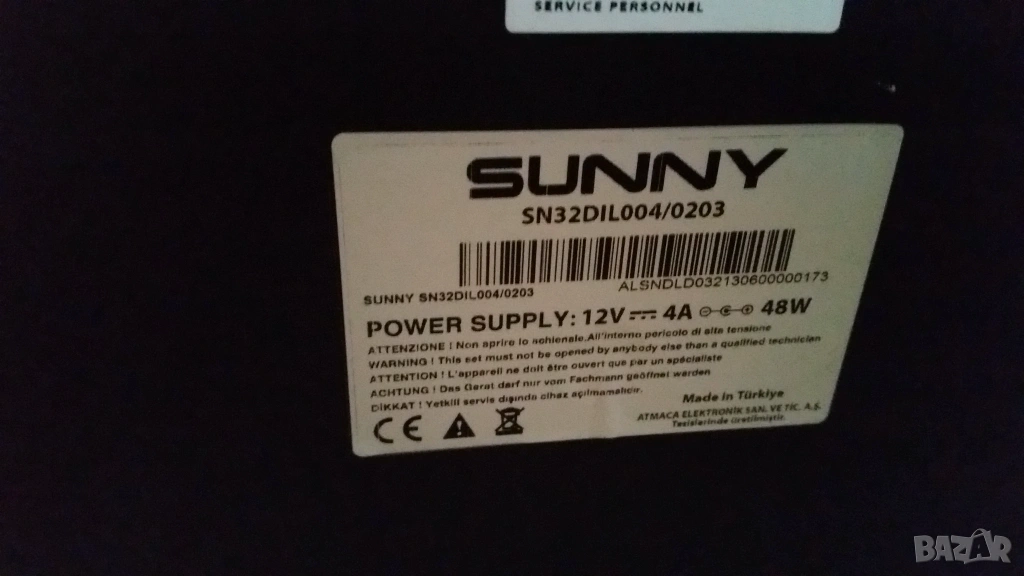 SERVICE PERSONNEL
SUNNY
SN32DIL004/0203
ALSNDLD032130600000173
SUNNY SN32DIL004/0203
POWER SUPPLY: 12V 4A 48W
ATTENZIONE ! Non aprire lo schienale.All'interno pericolo di alta tensione
WARNING ! This set must not be opened by anybody else than a qualified technician
ATTENTION ! L'appareil ne doit être ouvert que par un spécialiste
ACHTUNG ! Das Gerat darf nur vom Fachmann geöffnet werden
DİKKAT ! Yetkili servis dışında cihaz açılmamalıdır.
Made in Türkiye
ATMACA ELEKTRONİK SAN. VE TİC. A.Ş.
Tesislerinde üretilmiştir.
CE
BAZAR